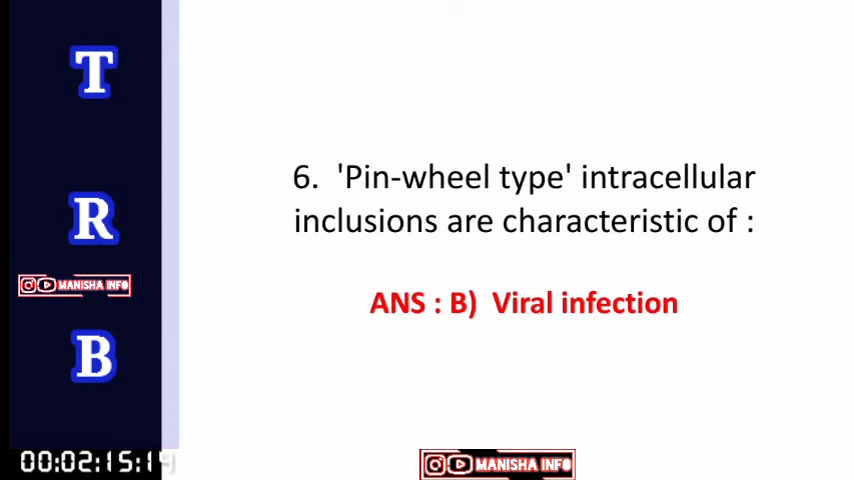 T
R
MANISHA INFO
B
6. 'Pin-wheel type' intracellular
inclusions are characteristic of :
ANS : B) Viral infection
00:02:15:19
MANISHA INFO